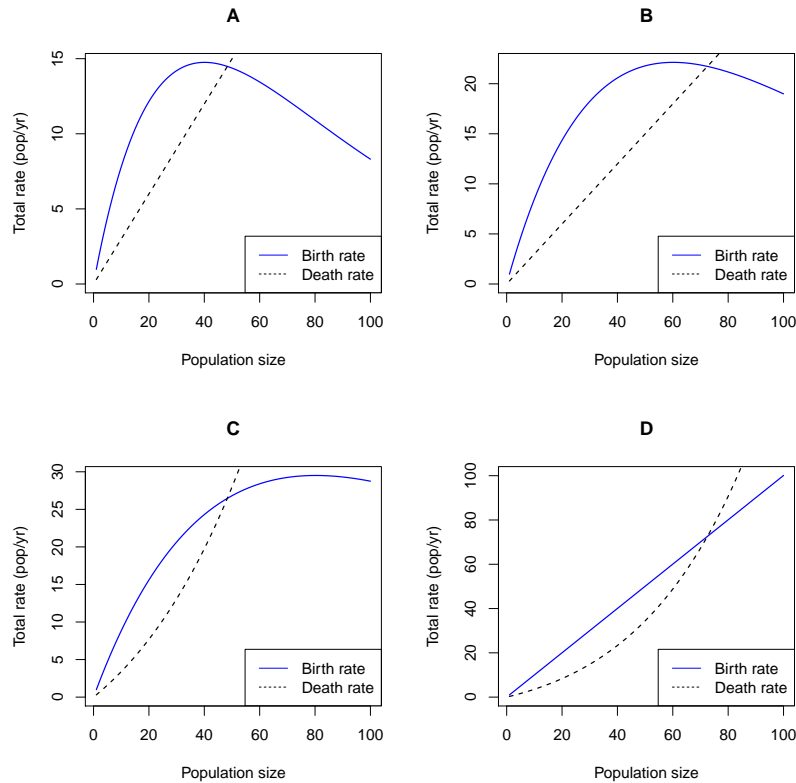 A
Total rate (pop/yr)
15
10
5
0
Birth rate
Death rate
0 20 40 60 80 100
Population size
B
Total rate (pop/yr)
20
15
10
5
0
Birth rate
Death rate
0 20 40 60 80 100
Population size
C
Total rate (pop/yr)
30
25
20
15
10
5
0
Birth rate
Death rate
0 20 40 60 80 100
Population size
D
Total rate (pop/yr)
100
80
60
40
20
0
Birth rate
Death rate
0 20 40 60 80 100
Population size